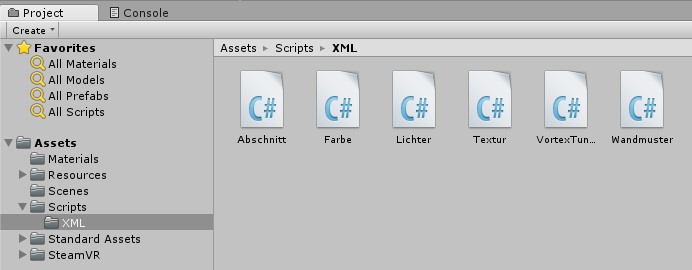 Project
Console
Create
Favorites
All Materials
All Models
All Prefabs
All Scripts
Assets
Materials
Resources
Scenes
Scripts
XML
Standard Assets
SteamVR
Assets ▸ Scripts ▸ XML
C# C# C# C# C# C#
Abschnitt Farbe Lichter Textur VortexTun... Wandmuster